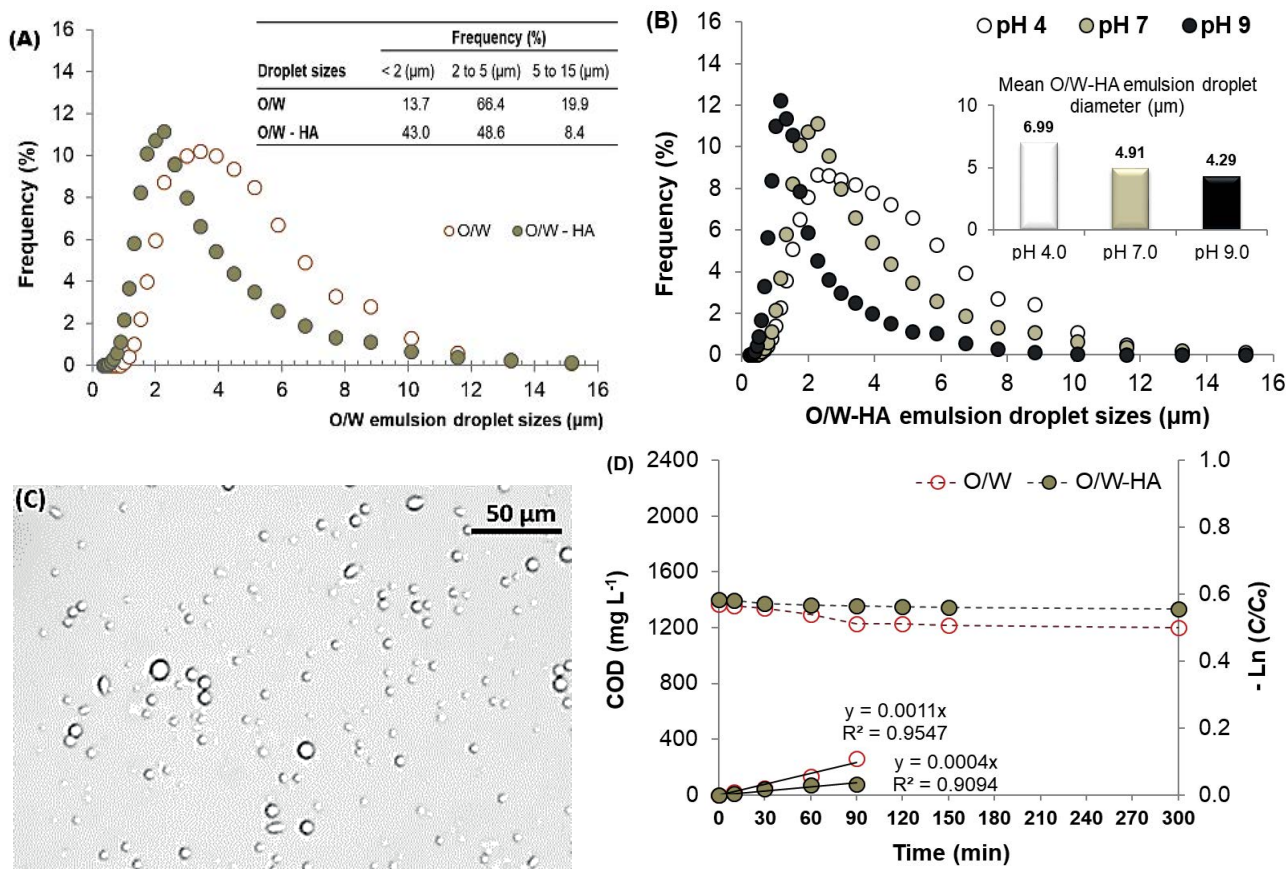 (A)
16
14
12
10
8
6
4
2
0
Frequency (%)
Frequency (%)
Droplet sizes < 2 (µm) 2 to 5 (µm) 5 to 15 (µm)
O/W 13.7 66.4 19.9
O/W - HA 43.0 48.6 8.4
O/W O/W - HA
0 2 4 6 8 10 12 14 16
O/W emulsion droplet sizes (µm)
(B)
16
14
12
10
8
6
4
2
0
Frequency (%)
pH 4 pH 7 pH 9
Mean O/W-HA emulsion droplet
diameter (µm)
10
5
0
6.99
4.91
4.29
pH 4.0 pH 7.0 pH 9.0
0 2 4 6 8 10 12 14 16
O/W-HA emulsion droplet sizes (µm)
(C)
50 µm
(D)
2400
2000
1600
1200
800
400
0
COD (mg L-1)
O/W O/W-HA
y = 0.0011x
R² = 0.9547
y = 0.0004x
R² = 0.9094
1.0
0.8
0.6
0.4
0.2
0.0
- Ln (C/Co)
0 30 60 90 120 150 180 210 240 270 300
Time (min)